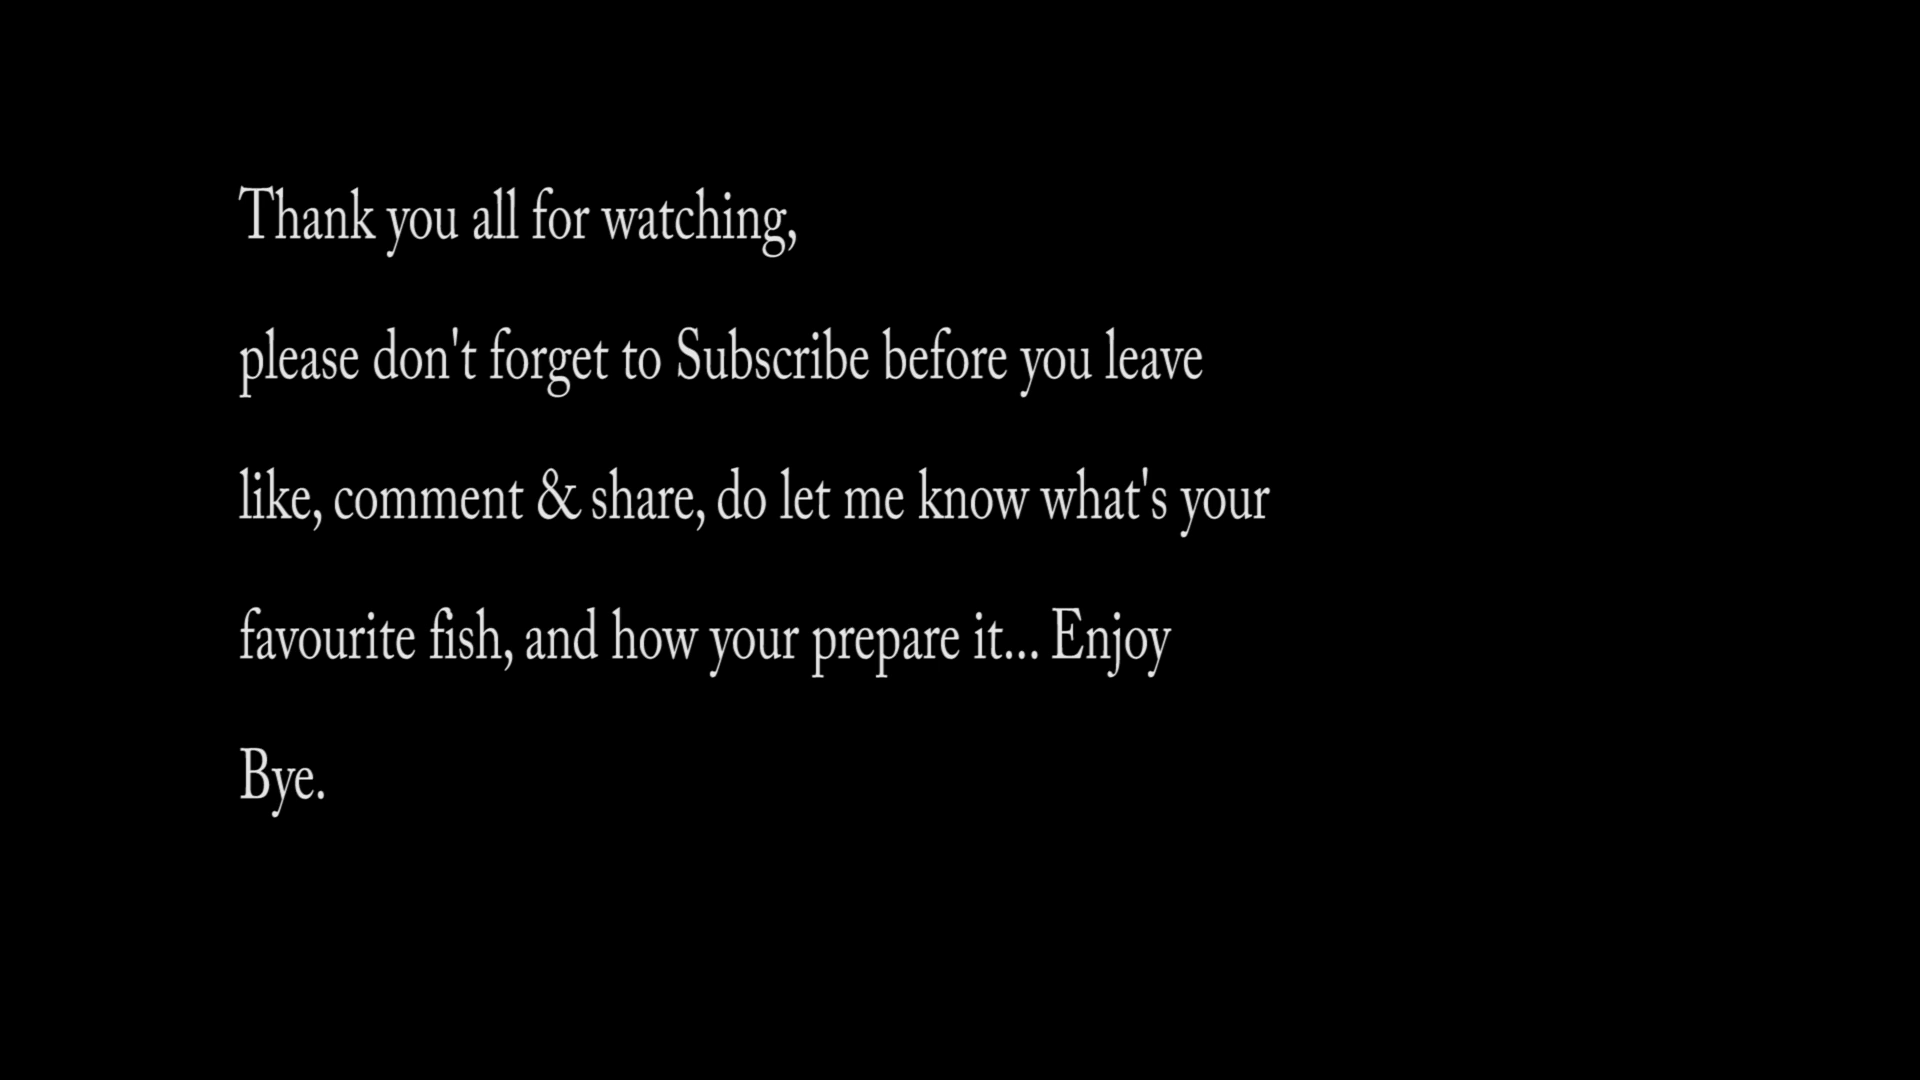 Thank you all for watching,
please don't forget to Subscribe before you leave
like, comment & share, do let me know what's your
favourite fish, and how your prepare it... Enjoy
Bye.